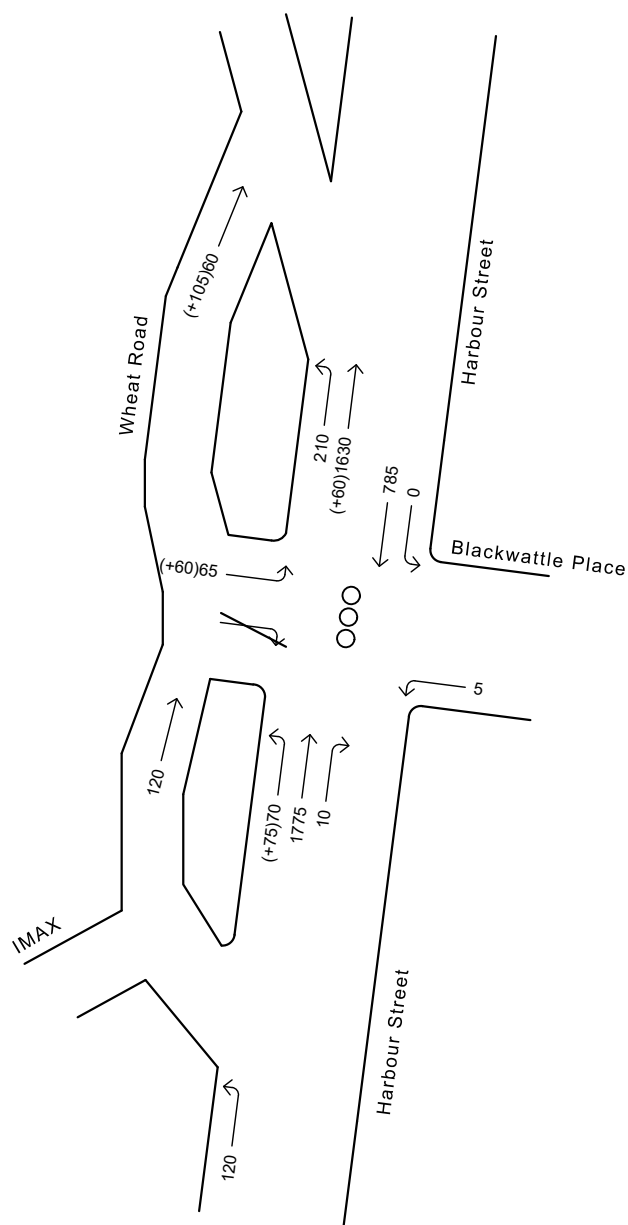 Harbour Street
(+105)60
Wheat Road
210
(+60)1630
785
0
Blackwattle Place
(+60)65
5
120
(+75)70
1775
10
IMAX
Harbour Street
120